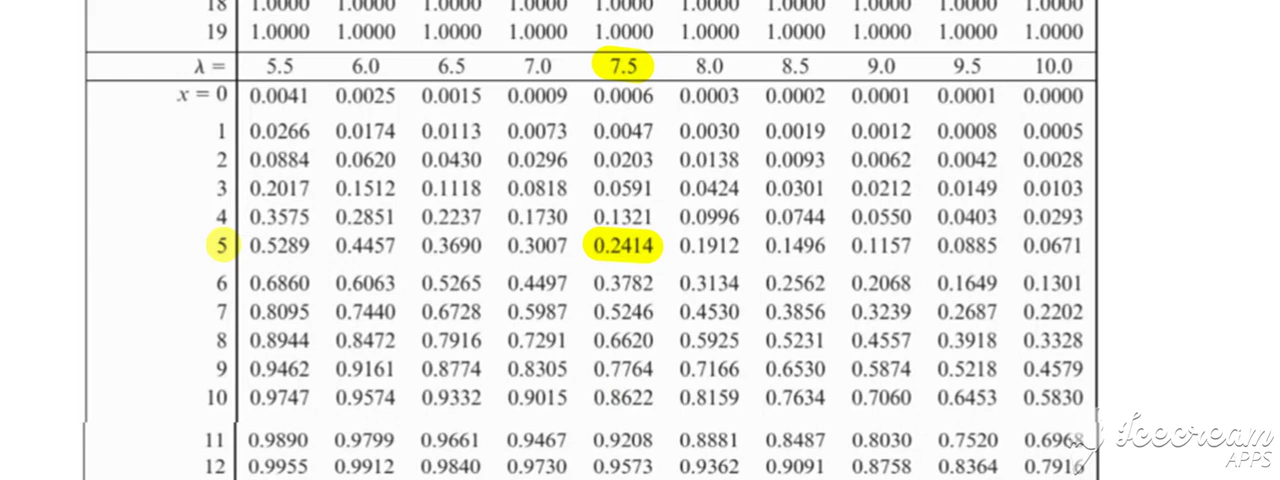 18 1.0000 1.0000 1.0000 1.0000 1.0000 1.0000 1.0000 1.0000 1.0000 1.0000
19 1.0000 1.0000 1.0000 1.0000 1.0000 1.0000 1.0000 1.0000 1.0000 1.0000
λ = 5.5 6.0 6.5 7.0 7.5 8.0 8.5 9.0 9.5 10.0
x = 0 0.0041 0.0025 0.0015 0.0009 0.0006 0.0003 0.0002 0.0001 0.0001 0.0000
1 0.0266 0.0174 0.0113 0.0073 0.0047 0.0030 0.0019 0.0012 0.0008 0.0005
2 0.0884 0.0620 0.0430 0.0296 0.0203 0.0138 0.0093 0.0062 0.0042 0.0028
3 0.2017 0.1512 0.1118 0.0818 0.0591 0.0424 0.0301 0.0212 0.0149 0.0103
4 0.3575 0.2851 0.2237 0.1730 0.1321 0.0996 0.0744 0.0550 0.0403 0.0293
5 0.5289 0.4457 0.3690 0.3007 0.2414 0.1912 0.1496 0.1157 0.0885 0.0671
6 0.6860 0.6063 0.5265 0.4497 0.3782 0.3134 0.2562 0.2068 0.1649 0.1301
7 0.8095 0.7440 0.6728 0.5987 0.5246 0.4530 0.3856 0.3239 0.2687 0.2202
8 0.8944 0.8472 0.7916 0.7291 0.6620 0.5925 0.5231 0.4557 0.3918 0.3328
9 0.9462 0.9161 0.8774 0.8305 0.7764 0.7166 0.6530 0.5874 0.5218 0.4579
10 0.9747 0.9574 0.9332 0.9015 0.8622 0.8159 0.7634 0.7060 0.6453 0.5830
11 0.9890 0.9799 0.9661 0.9467 0.9208 0.8881 0.8487 0.8030 0.7520 0.6968
12 0.9955 0.9912 0.9840 0.9730 0.9573 0.9362 0.9091 0.8758 0.8364 0.7916
Icecream
APPS